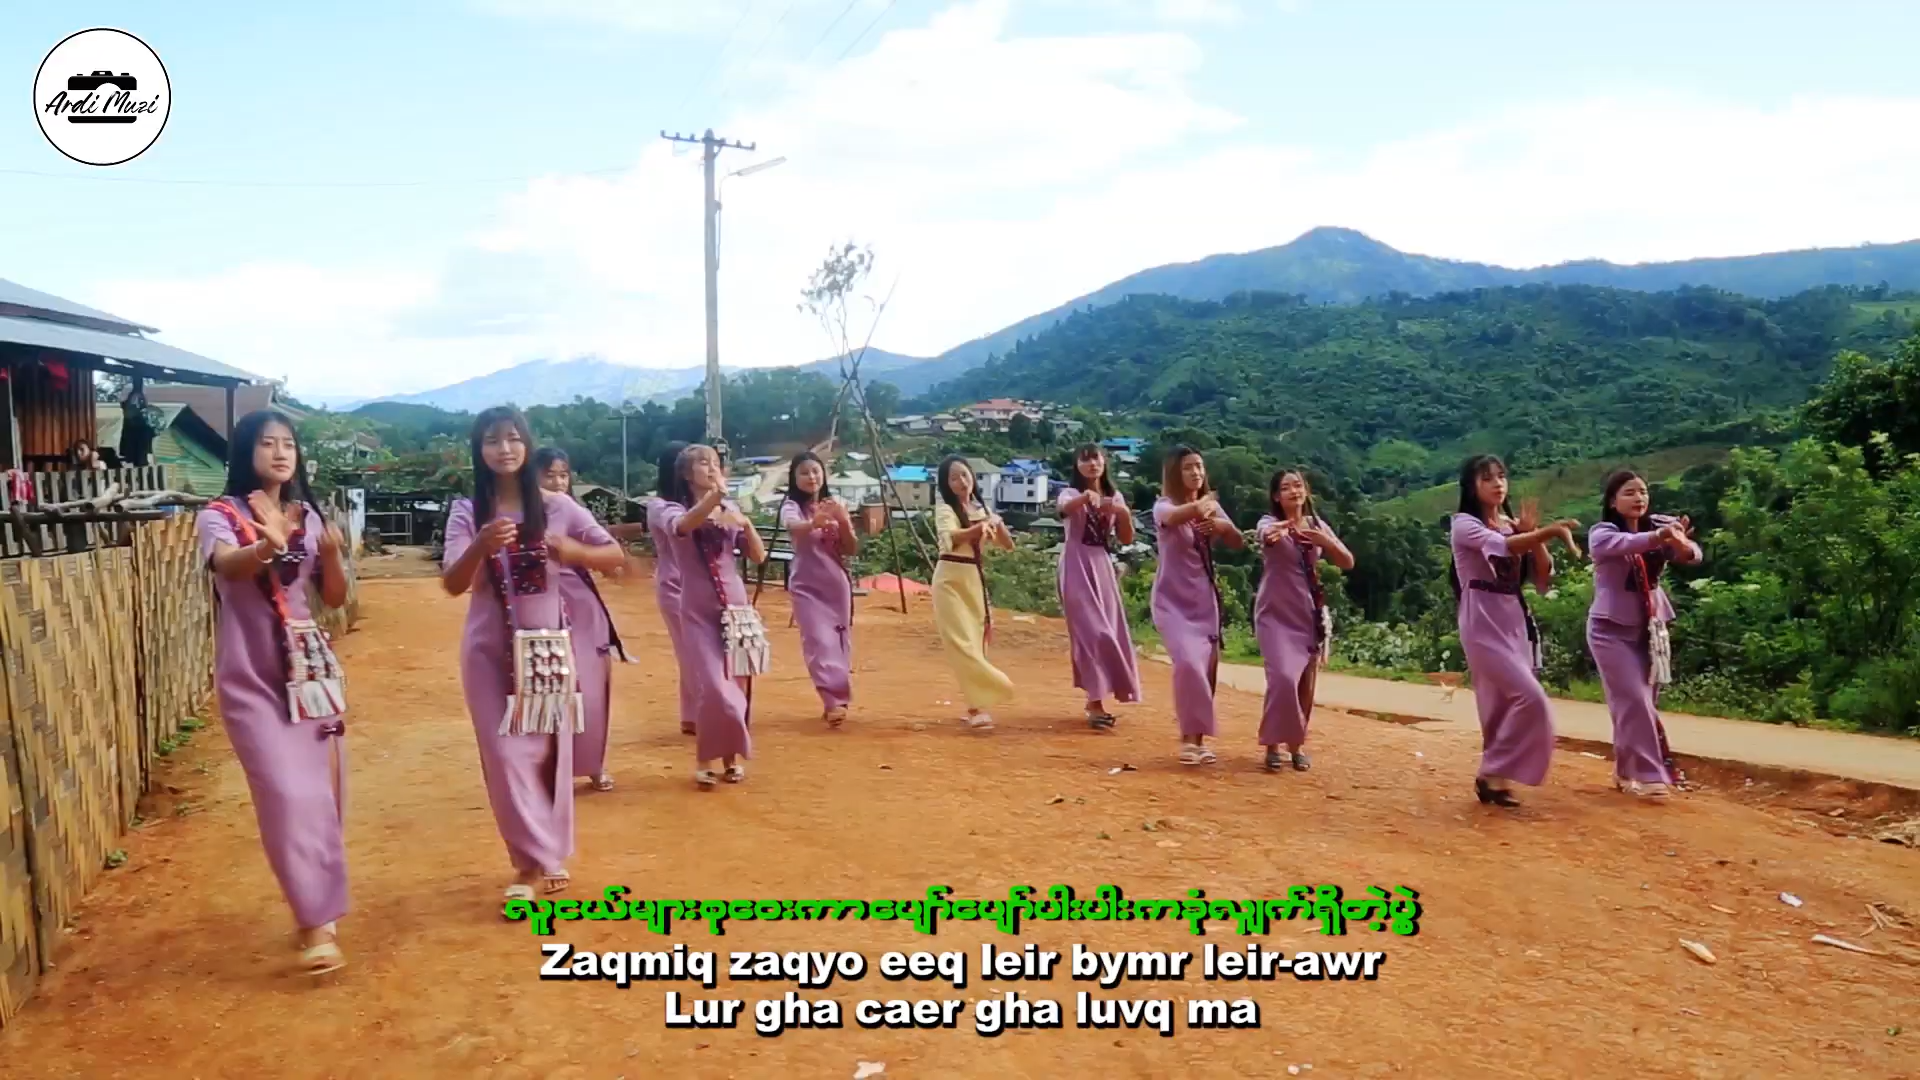 Ardi Muzi
လူငယ်များစုဝေးကာပျော်ပျော်ပါးပါးကခုံလျှက်ရှိတဲ့ပွဲ
Zaqmiq zaqyo eeq leir bymr leir-awr
Lur gha caer gha luvq ma